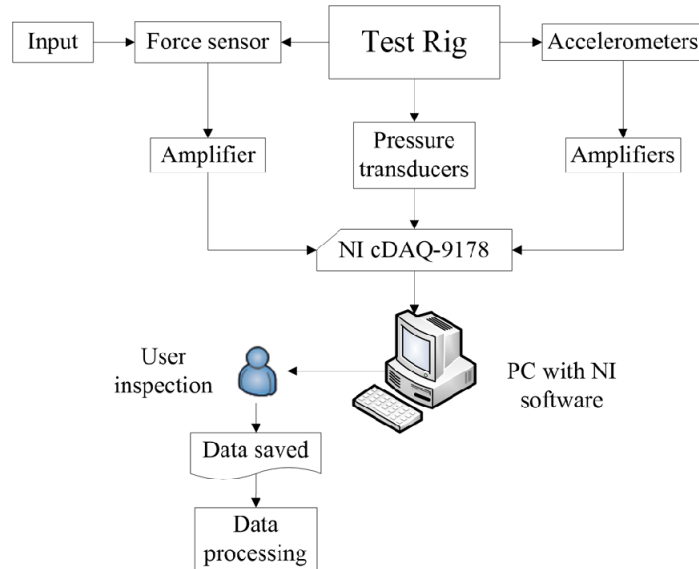 Input
Force sensor
Test Rig
Accelerometers
Amplifier
Pressure
transducers
Amplifiers
NI cDAQ-9178
User
inspection
PC with NI
software
Data saved
Data
processing